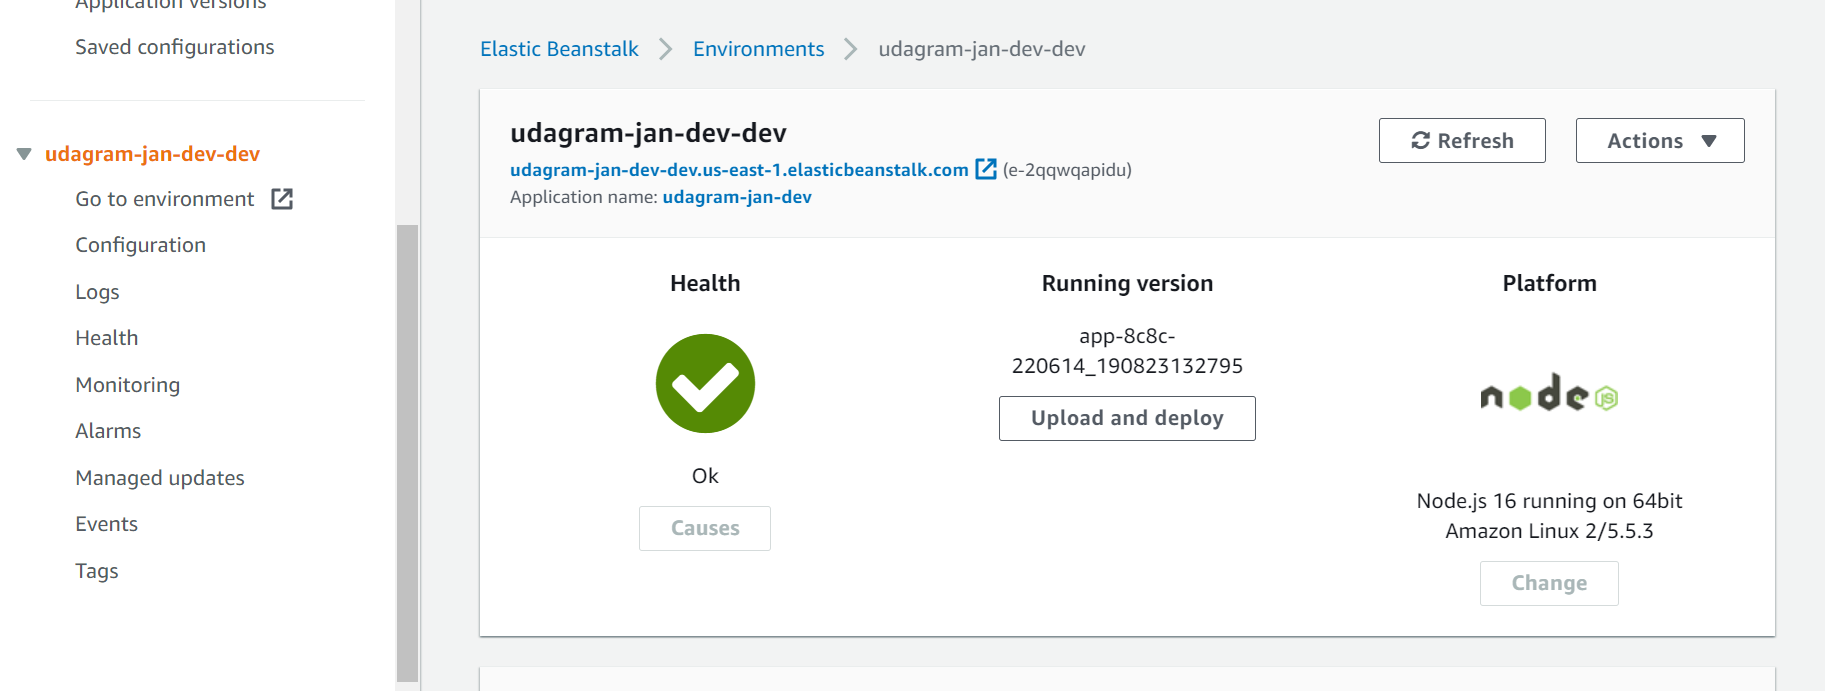 Application versions
Saved configurations
udagram-jan-dev-dev
Go to environment
Configuration
Logs
Health
Monitoring
Alarms
Managed updates
Events
Tags
Elastic Beanstalk Environments udagram-jan-dev-dev
udagram-jan-dev-dev
udagram-jan-dev-dev.us-east-1.elasticbeanstalk.com (e-2qqwqapidu)
Application name: udagram-jan-dev
Refresh
Actions
Health
Ok
Causes
Running version
app-8c8c-
220614_190823132795
Upload and deploy
Platform
node JS
Node.js 16 running on 64bit
Amazon Linux 2/5.5.3
Change